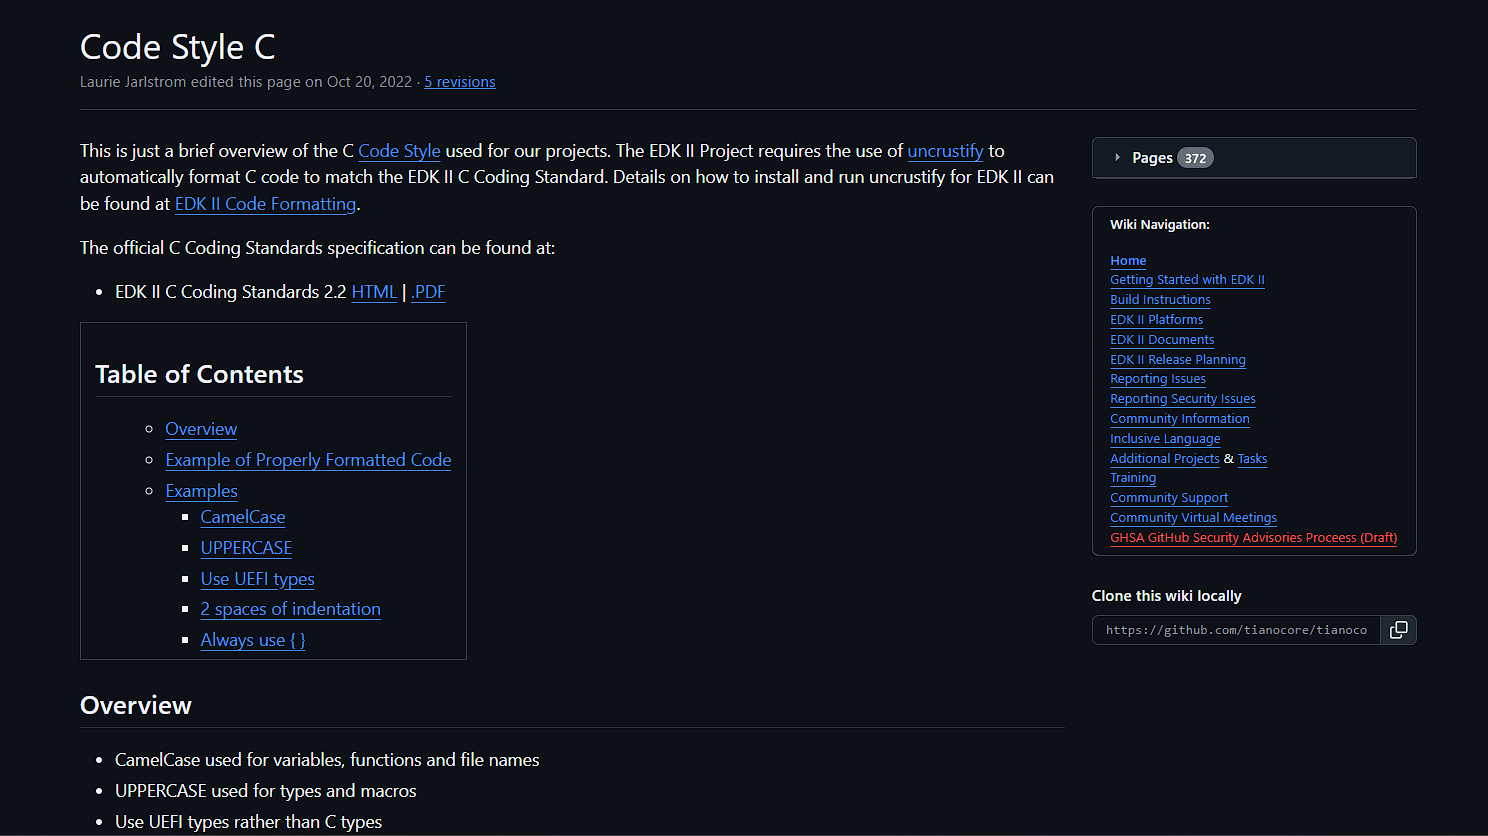 Code Style C
Laurie Jarlstrom edited this page on Oct 20, 2022 · 5 revisions
This is just a brief overview of the C Code Style used for our projects. The EDK II Project requires the use of uncrustify to
automatically format C code to match the EDK II C Coding Standard. Details on how to install and run uncrustify for EDK II can
be found at EDK II Code Formatting.
The official C Coding Standards specification can be found at:
• EDK II C Coding Standards 2.2 HTML | .PDF
Table of Contents
Overview
Example of Properly Formatted Code
Examples
CamelCase
UPPERCASE
Use UEFI types
2 spaces of indentation
Always use { }
Overview
• CamelCase used for variables, functions and file names
• UPPERCASE used for types and macros
• Use UEFI types rather than C types
Pages 372
Wiki Navigation:
Home
Getting Started with EDK II
Build Instructions
EDK II Platforms
EDK II Documents
EDK II Release Planning
Reporting Issues
Reporting Security Issues
Community Information
Inclusive Language
Additional Projects & Tasks
Training
Community Support
Community Virtual Meetings
GHSA GitHub Security Advisories Proceess (Draft)
Clone this wiki locally
https://github.com/tianocore/tianoco